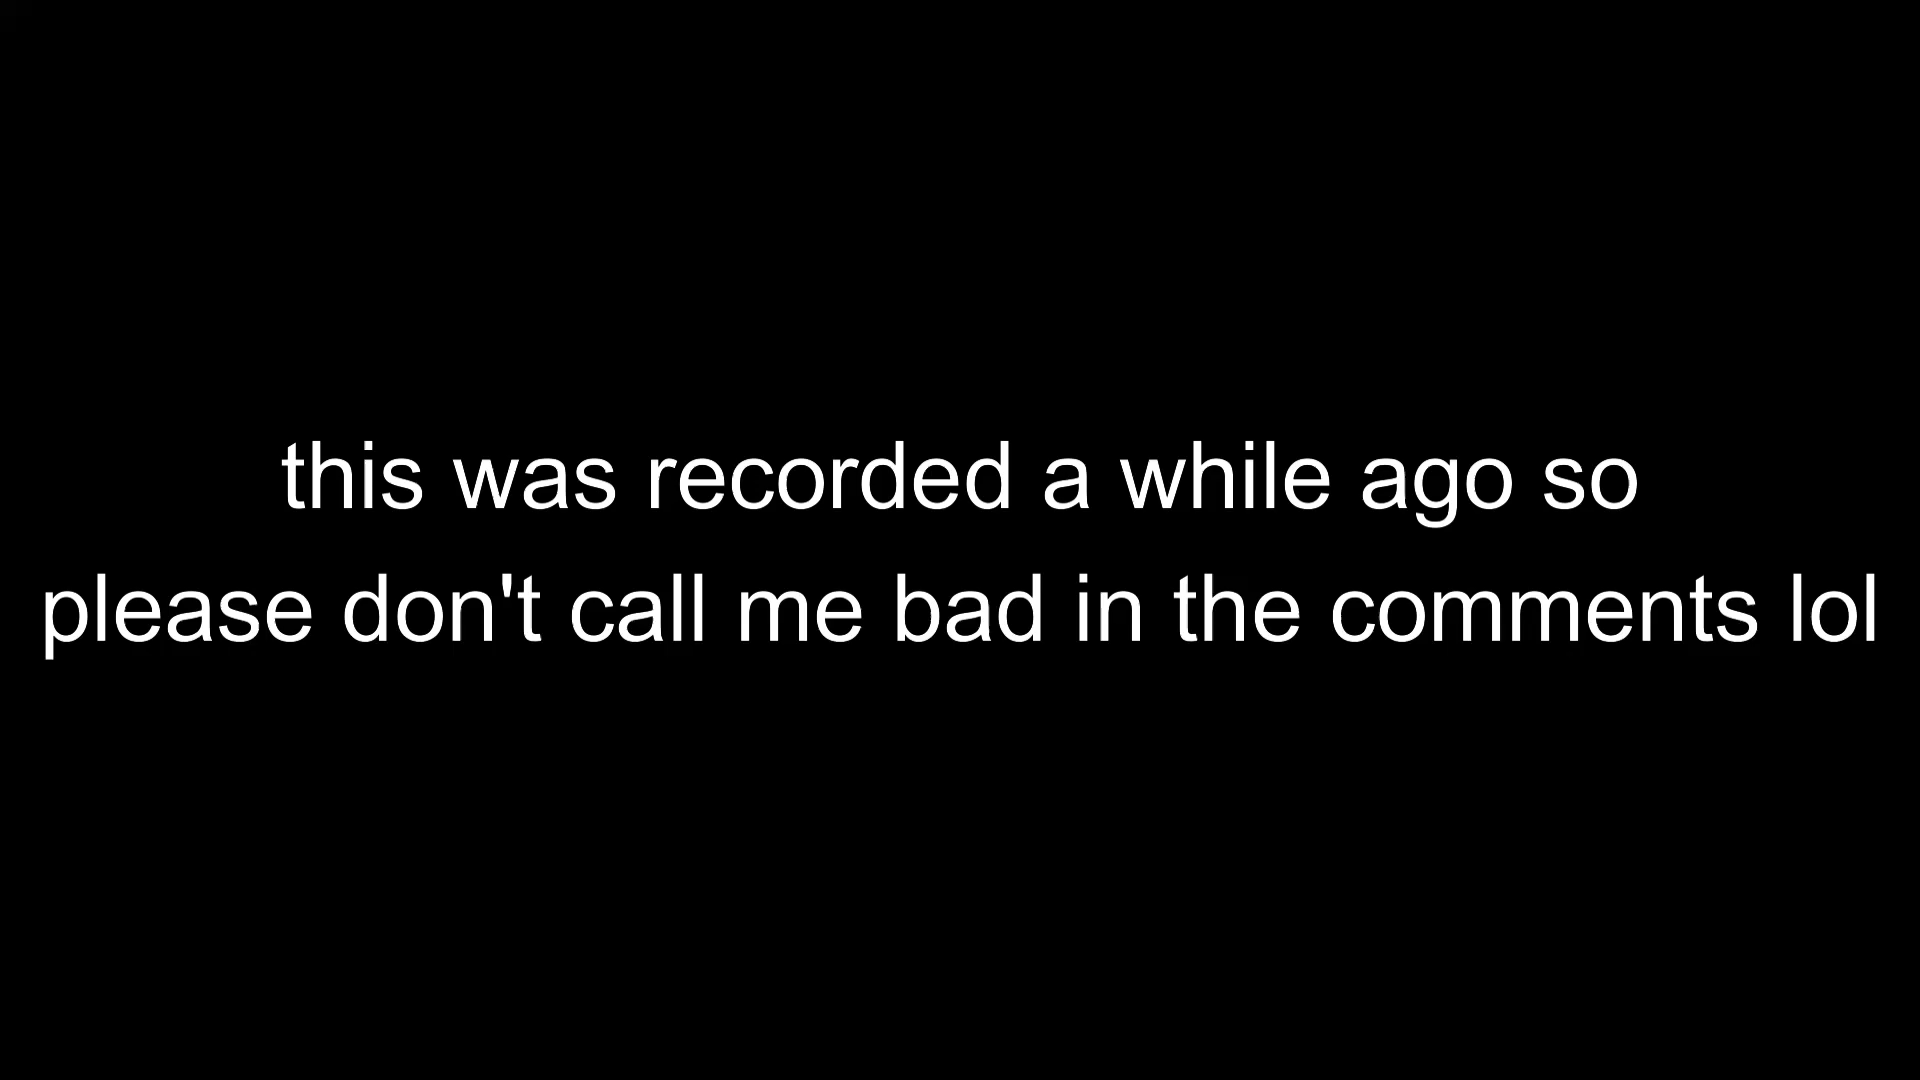 this was recorded a while ago so
please don't call me bad in the comments lol